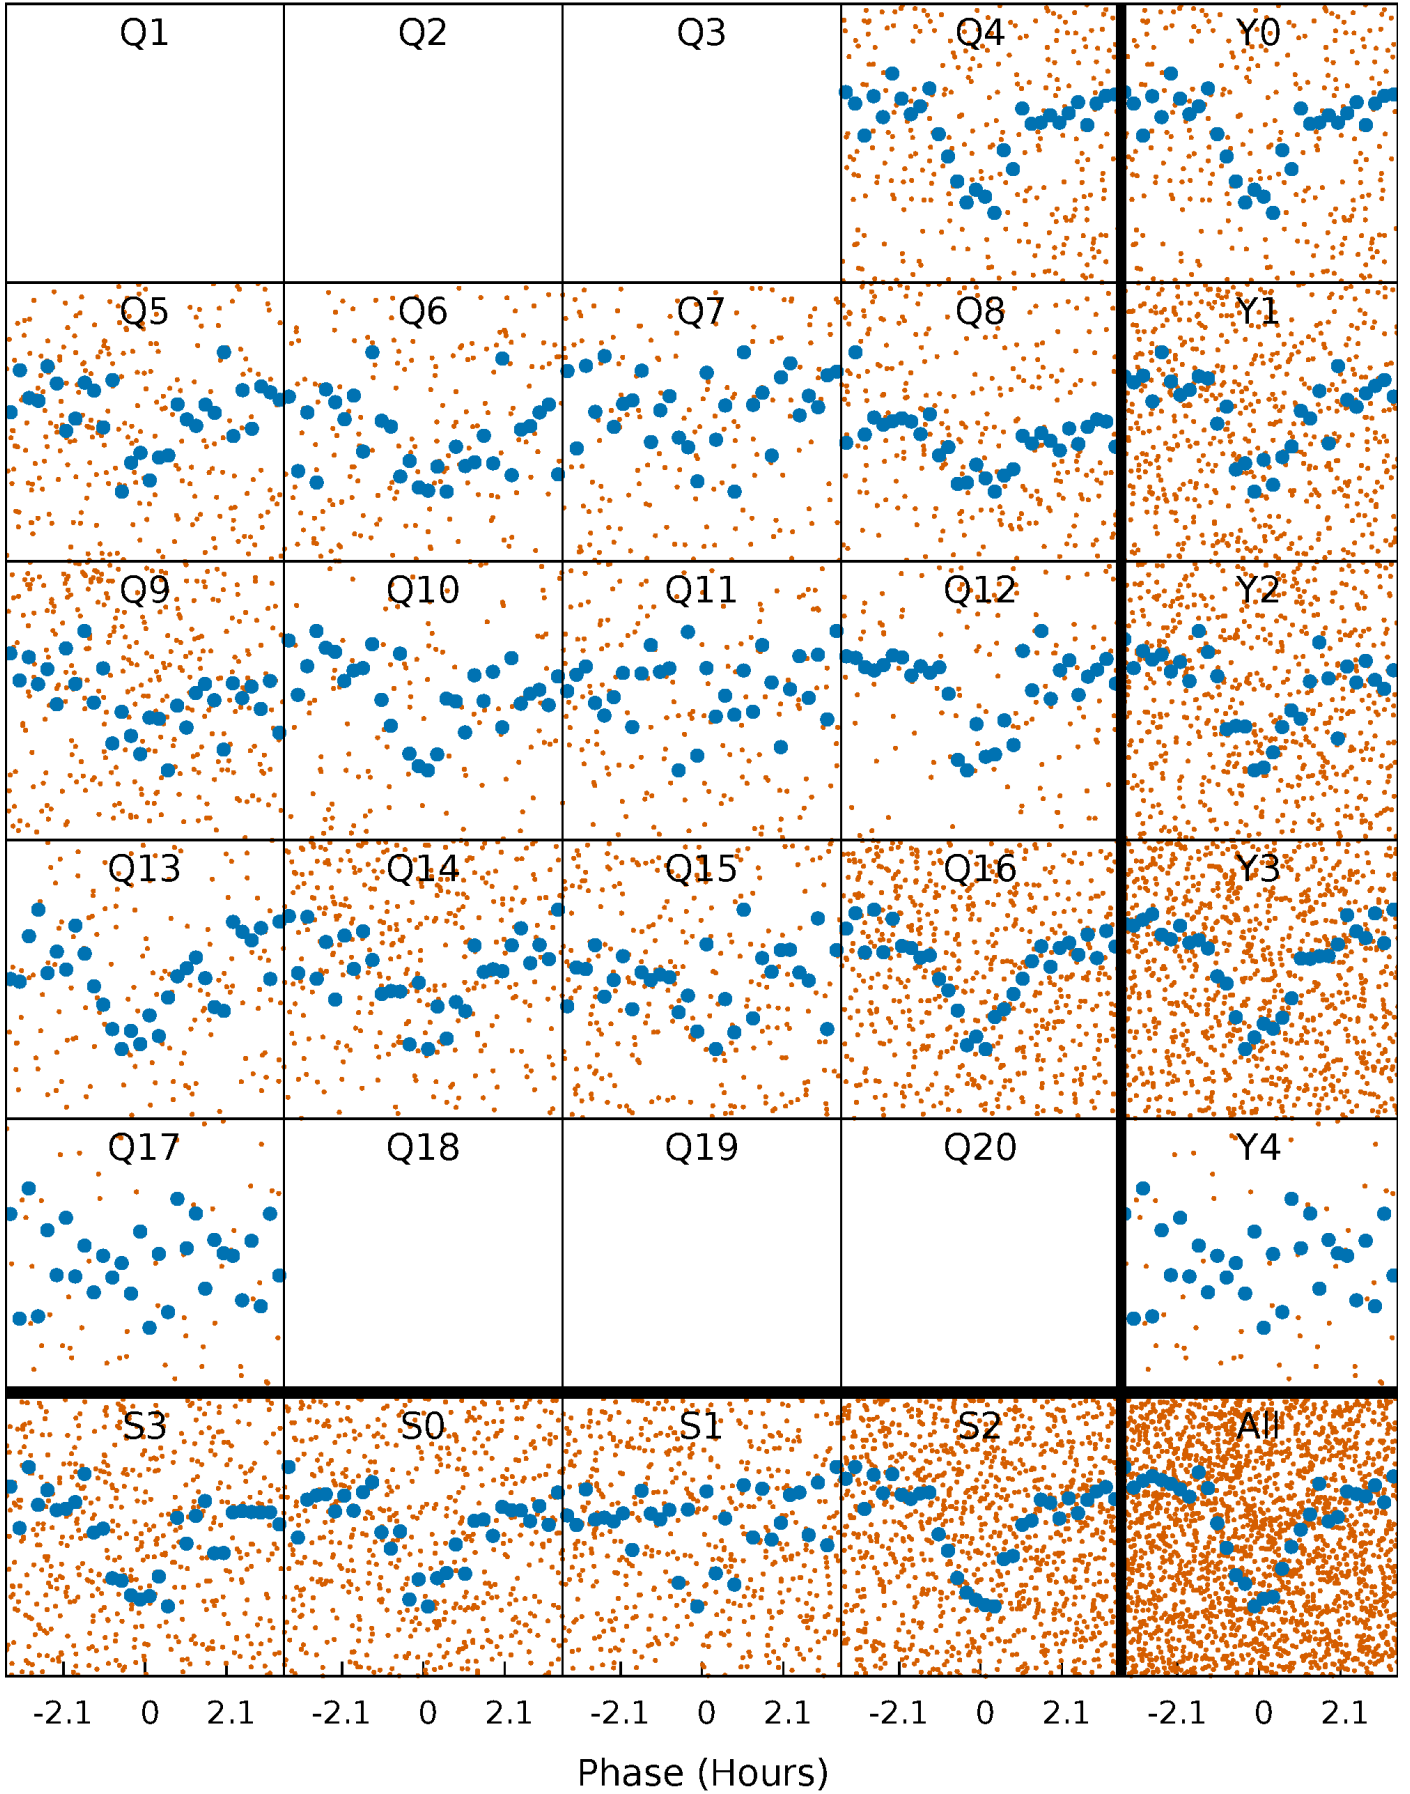 Q1 Q2 Q3 Q4 Y0
Q5 Q6 Q7 Q8 Y1
Q9 Q10 Q11 Q12 Y2
Q13 Q14 Q15 Q16 Y3
Q17 Q18 Q19 Q20 Y4
S3 S0 S1 S2 All
-2.1 0 2.1 -2.1 0 2.1 -2.1 0 2.1 -2.1 0 2.1 -2.1 0 2.1
Phase (Hours)